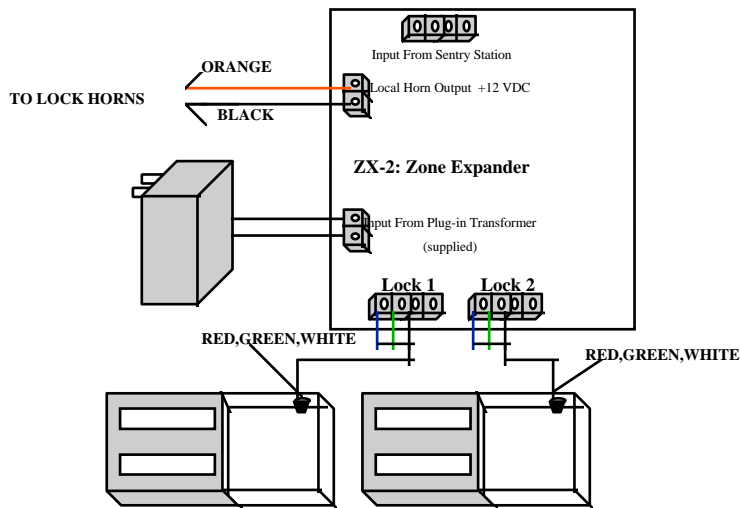 Input From Sentry Station
ORANGE
Local Horn Output +12 VDC
TO LOCK HORNS
BLACK
ZX-2: Zone Expander
Input From Plug-in Transformer
(supplied)
Lock 1
Lock 2
RED,GREEN,WHITE
RED,GREEN,WHITE